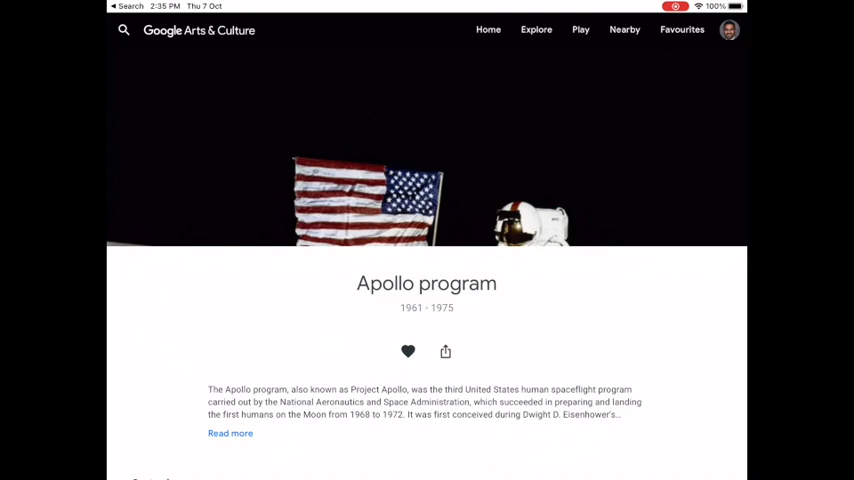 Search 2:35 PM Thu 7 Oct 100%
Google Arts & Culture Home Explore Play Nearby Favourites
Apollo program
1961 - 1975
The Apollo program, also known as Project Apollo, was the third United States human spaceflight program
carried out by the National Aeronautics and Space Administration, which succeeded in preparing and landing
the first humans on the Moon from 1968 to 1972. It was first conceived during Dwight D. Eisenhower's...
Read more